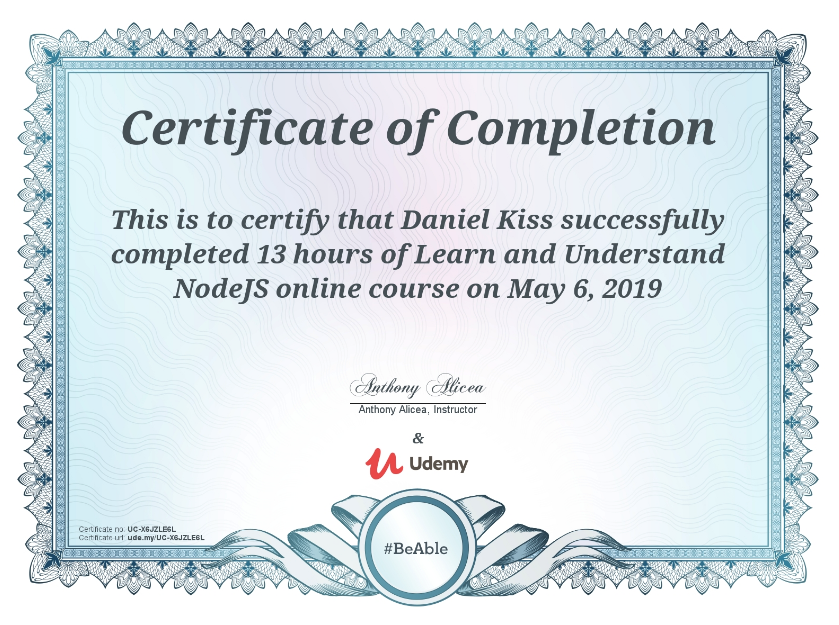 Certificate of Completion
This is to certify that Daniel Kiss successfully
completed 13 hours of Learn and Understand
NodeJS online course on May 6, 2019
Anthony Alicea
Anthony Alicea, Instructor
&
Udemy
Certificate no: UC-X6JZLE6L
Certificate url: ude.my/UC-X6JZLE6L
#BeAble